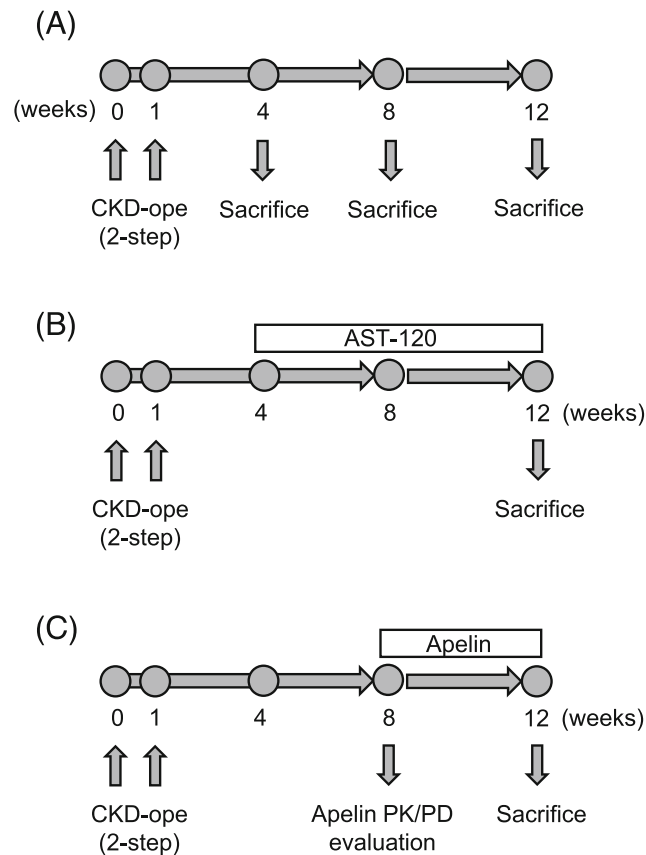 (A)
(weeks) 0 1 4 8 12
CKD-ope Sacrifice Sacrifice Sacrifice
(2-step)
(B)
AST-120
0 1 4 8 12 (weeks)
CKD-ope Sacrifice
(2-step)
(C)
Apelin
0 1 4 8 12 (weeks)
CKD-ope Apelin PK/PD Sacrifice
(2-step) evaluation